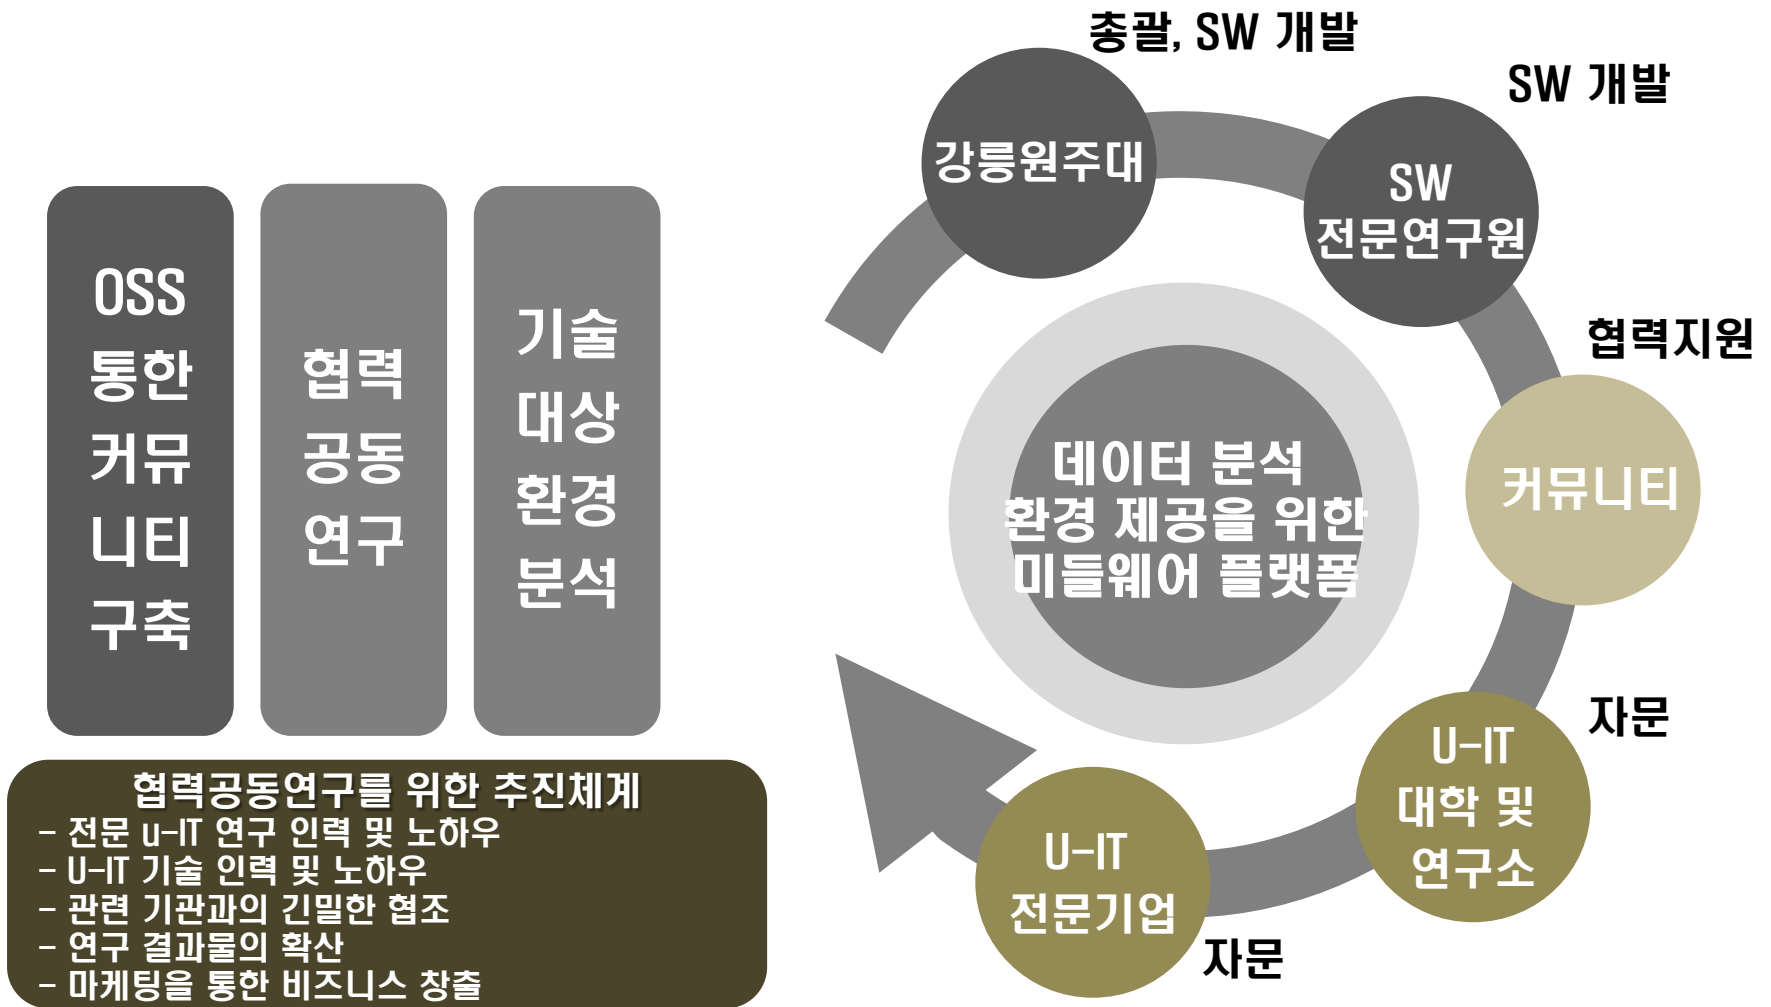 OSS
통한
커뮤
니티
구축
협력
공동
연구
기술
대상
환경
분석
협력공동연구를 위한 추진체계
- 전문 u-IT 연구 인력 및 노하우
- U-IT 기술 인력 및 노하우
- 관련 기관과의 긴밀한 협조
- 연구 결과물의 확산
- 마케팅을 통한 비즈니스 창출
총괄, SW 개발
강릉원주대
SW 개발
SW
전문연구원
협력지원
커뮤니티
데이터 분석
환경 제공을 위한
미들웨어 플랫폼
자문
U-IT
대학 및
연구소
U-IT
전문기업
자문